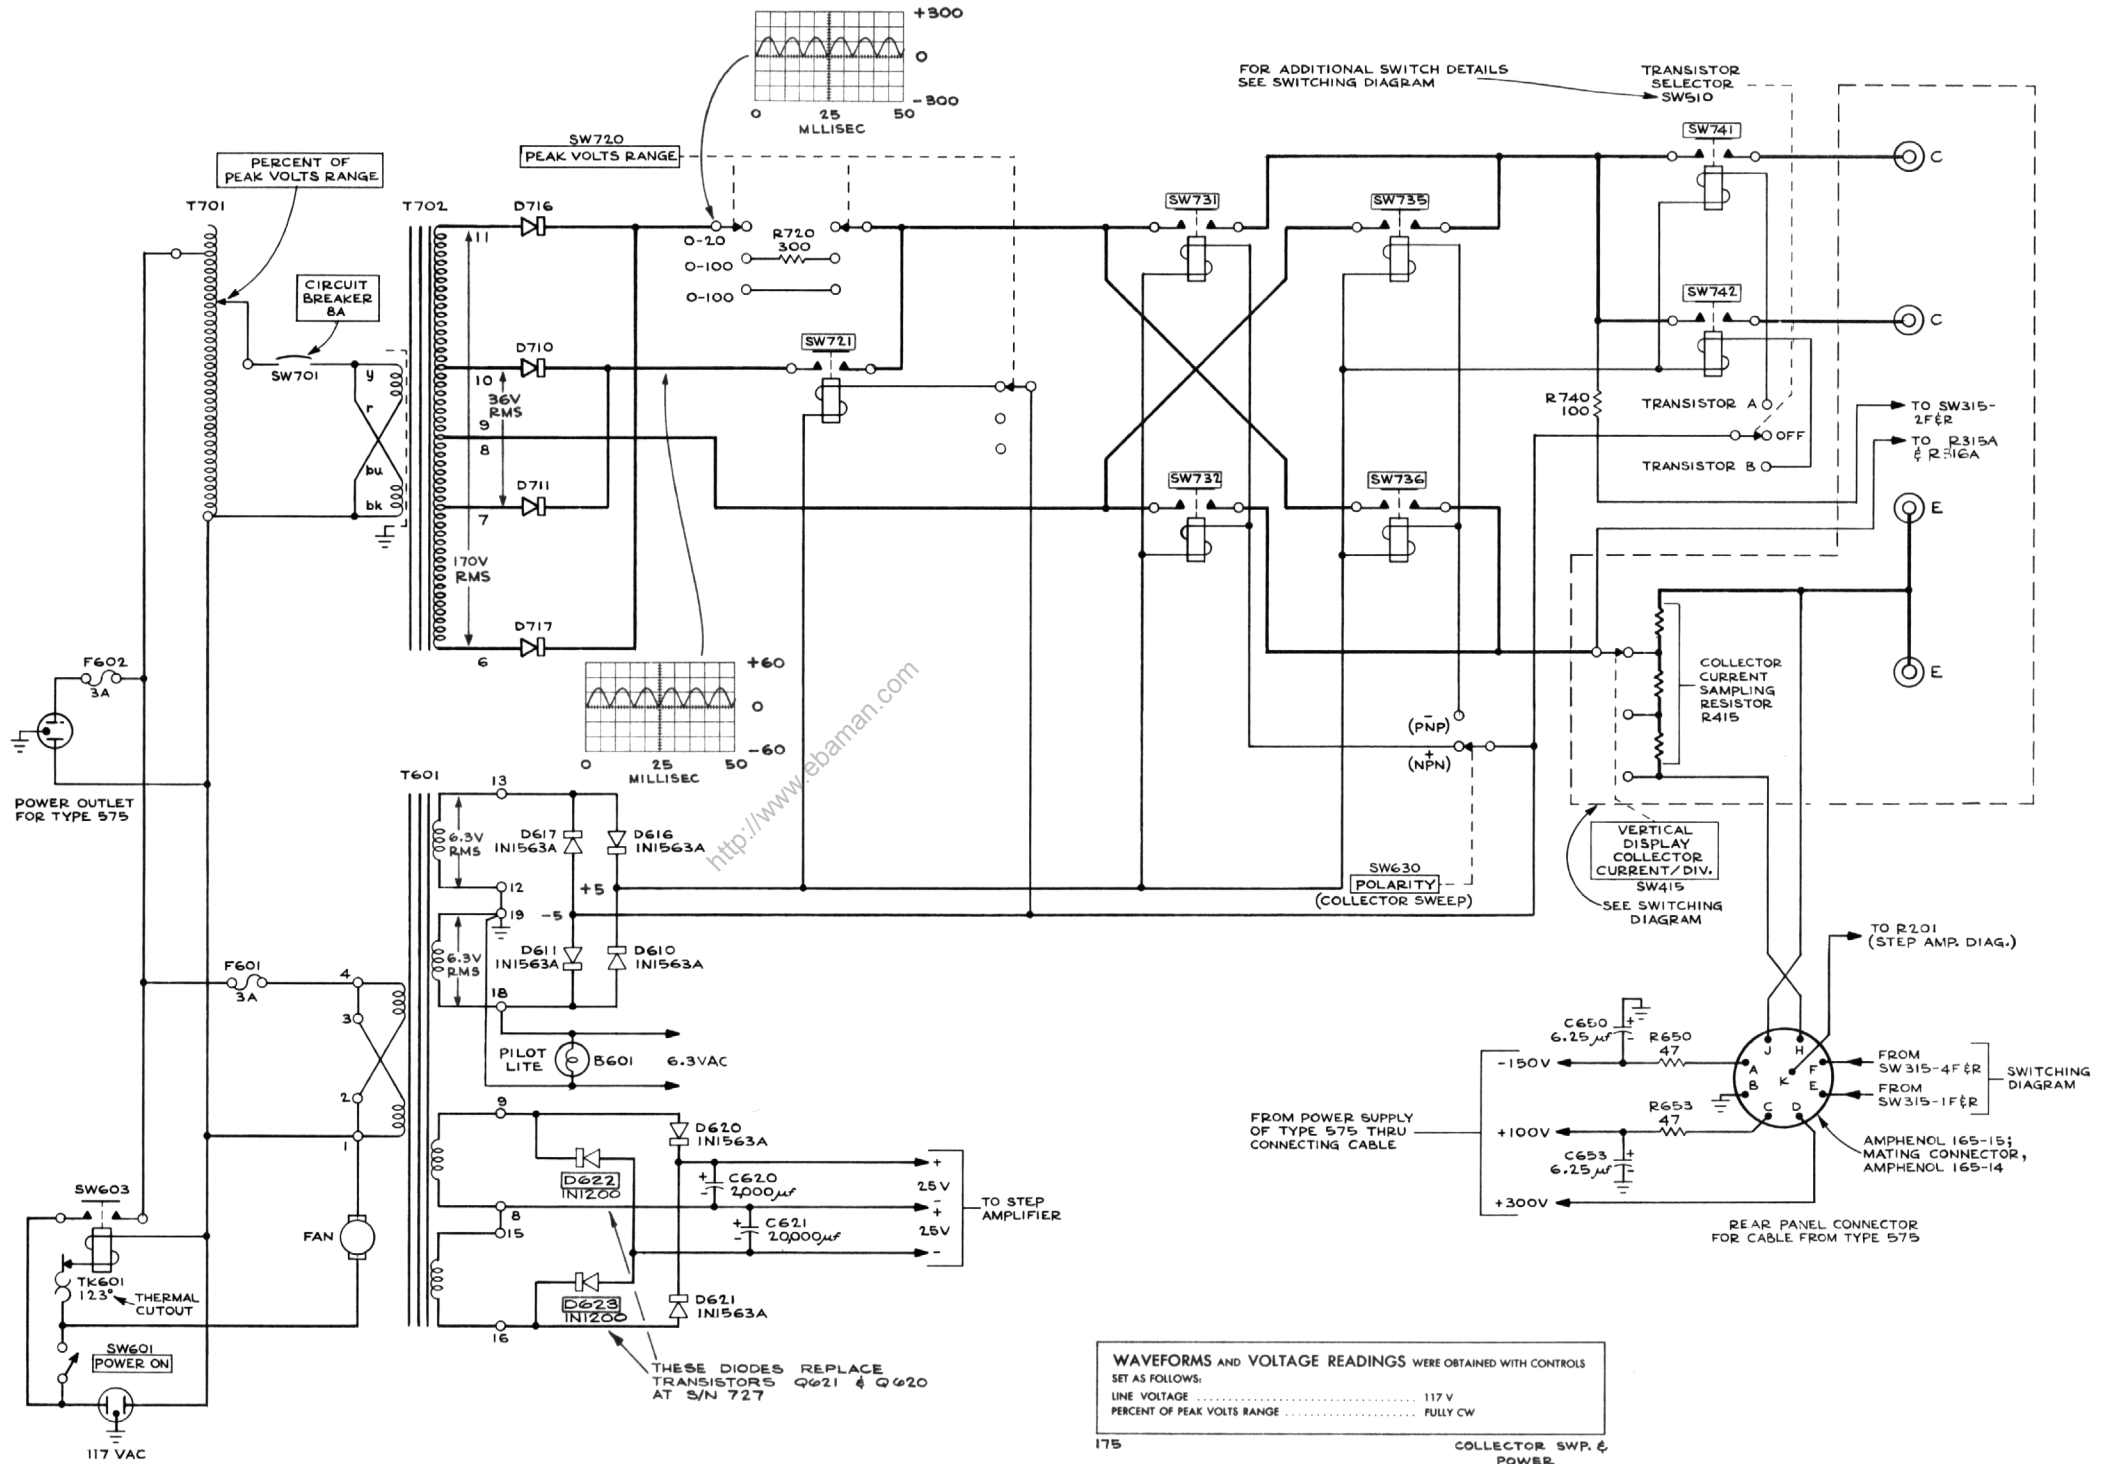 +300
0
-300
0 25 50
MLLISEC
FOR ADDITIONAL SWITCH DETAILS
SEE SWITCHING DIAGRAM
TRANSISTOR
SELECTOR
SW510
SW720
PEAK VOLTS RANGE
SW741
C
PERCENT OF
PEAK VOLTS RANGE
T701
T702
D716
11
0-20
R720
300
0-100
0-100
SW731
SW735
CIRCUIT
BREAKER
8A
SW701
SW742
C
D710
10
36V
RMS
9
8
SW721
y
r
bu
bk
R740
100
TRANSISTOR A
OFF
TRANSISTOR B
TO SW315-
2F&R
TO R315A
& R316A
D711
7
170V
RMS
SW732
SW736
E
D717
6
F602
3A
+60
0
-60
0 25 50
MILLISEC
COLLECTOR
CURRENT
SAMPLING
RESISTOR
R415
E
-
(PNP)
+
(NPN)
POWER OUTLET
FOR TYPE 575
T601
13
6.3V
RMS
D617
1N1563A
D616
1N1563A
12
+5
19
-5
6.3V
RMS
D611
1N1563A
D610
1N1563A
18
http://www.ebaman.com
SW630
POLARITY
(COLLECTOR SWEEP)
VERTICAL
DISPLAY
COLLECTOR
CURRENT/DIV.
SW415
SEE SWITCHING
DIAGRAM
F601
3A
4
3
2
1
PILOT
LITE
B601
6.3VAC
TO R201
(STEP AMP. DIAG.)
C650
6.25µf
+
-
R650
47
-150V
J H
A
B
K
F
E
C D
FROM
SW315-4F&R
FROM
SW315-1F&R
SWITCHING
DIAGRAM
FROM POWER SUPPLY
OF TYPE 575 THRU
CONNECTING CABLE
R653
47
+100V
C653
6.25µf
+
-
+300V
AMPHENOL 165-15;
MATING CONNECTOR,
AMPHENOL 165-14
REAR PANEL CONNECTOR
FOR CABLE FROM TYPE 575
9
D620
1N1563A
D622
1N1200
+
-
C620
2,000µf
+
25V
-
+
25V
-
8
15
+
-
C621
20,000µf
TO STEP
AMPLIFIER
D623
1N1200
D621
1N1563A
16
THESE DIODES REPLACE
TRANSISTORS Q621 & Q620
AT S/N 727
SW603
FAN
TK601
123°
THERMAL
CUTOUT
SW601
POWER ON
117 VAC
WAVEFORMS AND VOLTAGE READINGS WERE OBTAINED WITH CONTROLS
SET AS FOLLOWS:
LINE VOLTAGE ........................ 117 V
PERCENT OF PEAK VOLTS RANGE .............. FULLY CW
175
COLLECTOR SWP. &
POWER